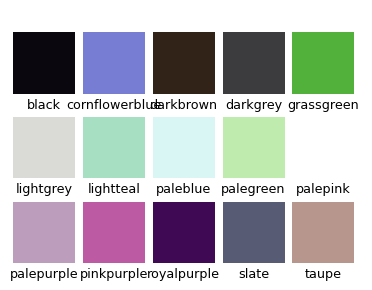 black cornflowerblue darkbrown darkgrey grassgreen
lightgrey lightteal paleblue palegreen palepink
palepurple pinkpurple royalpurple slate taupe